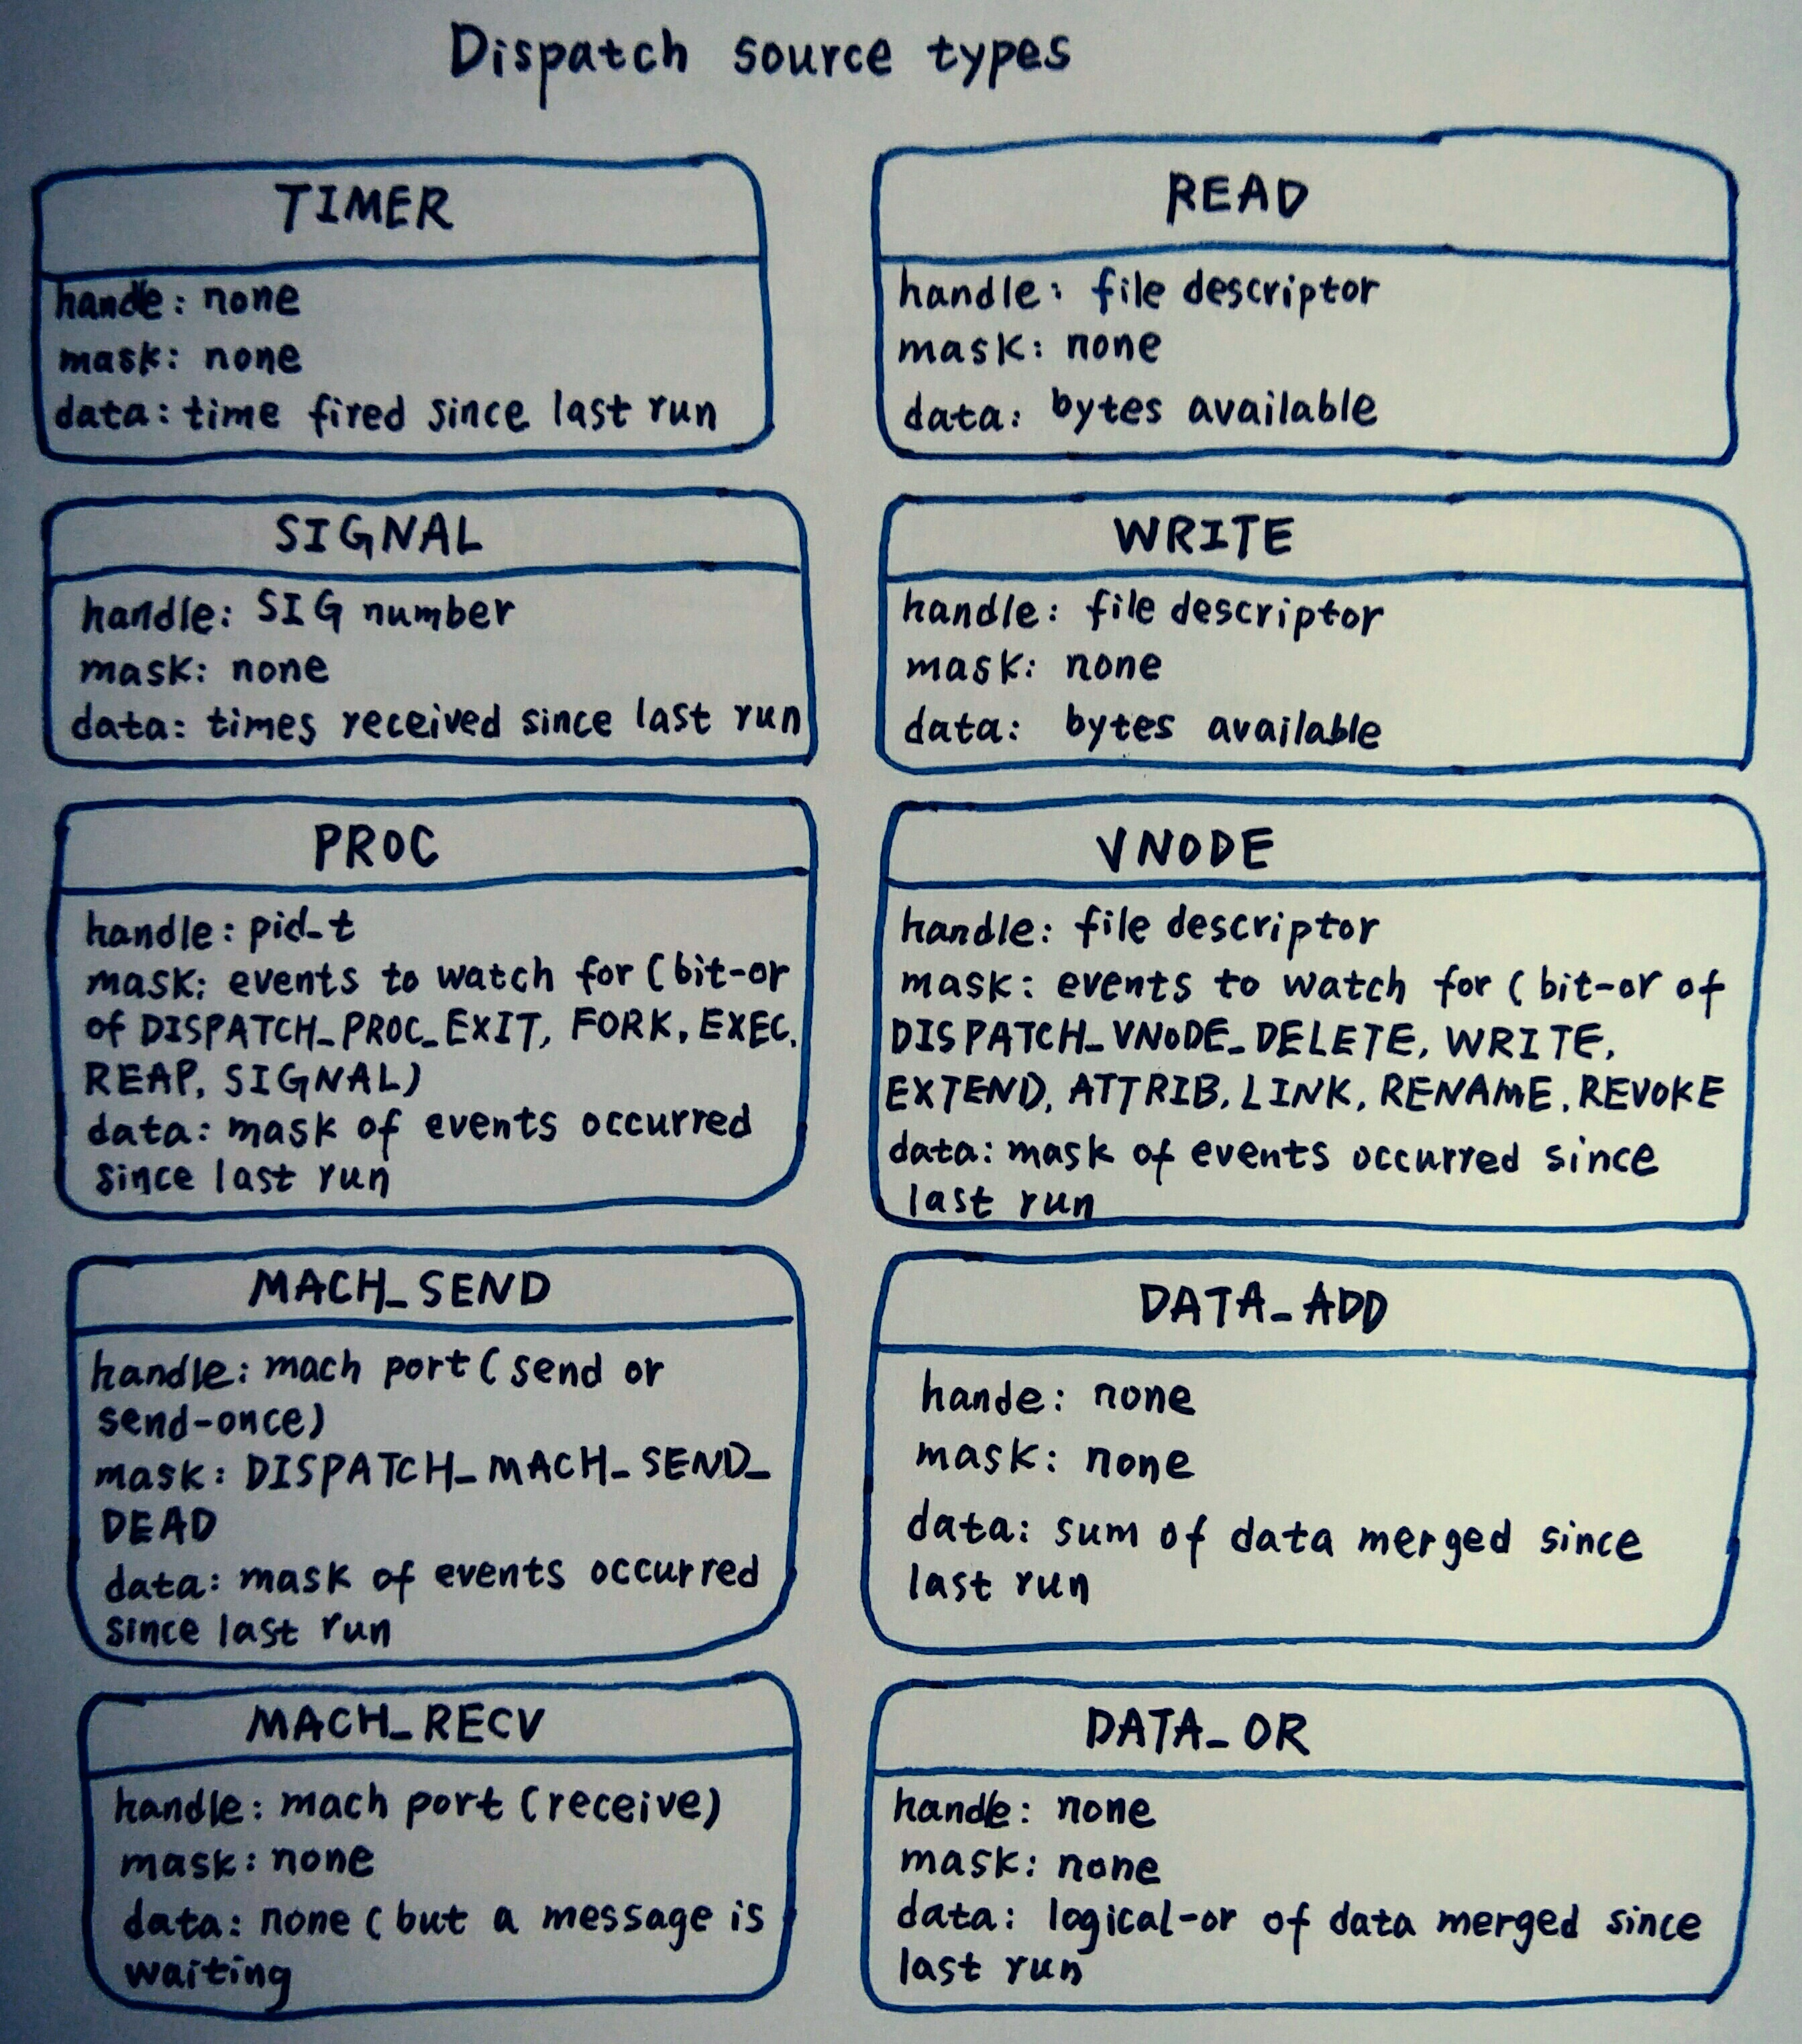 Dispatch source types
TIMER
hande: none
mask: none
data: time fired since last run
READ
handle: file descriptor
mask: none
data: bytes available
SIGNAL
handle: SIG number
mask: none
data: times received since last run
WRITE
handle: file descriptor
mask: none
data: bytes available
PROC
handle: pid_t
mask: events to watch for (bit-or
of DISPATCH_PROC_EXIT, FORK, EXEC,
REAP, SIGNAL)
data: mask of events occurred
since last run
VNODE
handle: file descriptor
mask: events to watch for (bit-or of
DISPATCH_VNODE_DELETE, WRITE,
EXTEND, ATTRIB, LINK, RENAME, REVOKE
data: mask of events occurred since
last run
MACH_SEND
handle: mach port (send or
send-once)
mask: DISPATCH_MACH_SEND_
DEAD
data: mask of events occurred
since last run
DATA_ADD
hande: none
mask: none
data: sum of data merged since
last run
MACH_RECV
handle: mach port (receive)
mask: none
data: none (but a message is
waiting
DATA_OR
handle: none
mask: none
data: logical-or of data merged since
last run